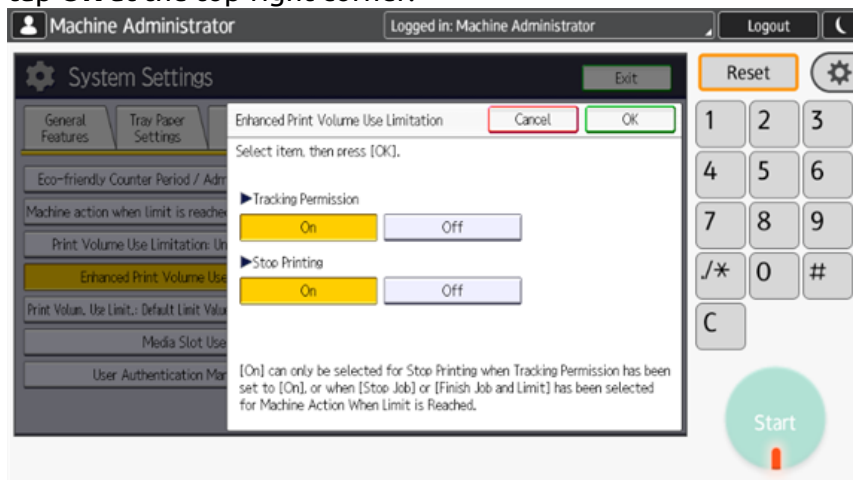 Machine Administrator
Logged in: Machine Administrator
Logout
System Settings
Exit
Reset
General Features
Tray Paper Settings
Enhanced Print Volume Use Limitation
Cancel
OK
Select item, then press [OK].
Eco-friendly Counter Period / Adm
Machine action when limit is reache
Print Volume Use Limitation: Un
Enhanced Print Volume Use
Print Volum. Use Limit.: Default Limit Valu
Media Slot Use
User Authentication Mar
▶Tracking Permission
On
Off
▶Stop Printing
On
Off
[On] can only be selected for Stop Printing when Tracking Permission has been
set to [On], or when [Stop Job] or [Finish Job and Limit] has been selected
for Machine Action When Limit is Reached.
1 2 3
4 5 6
7 8 9
./* 0 #
C
Start